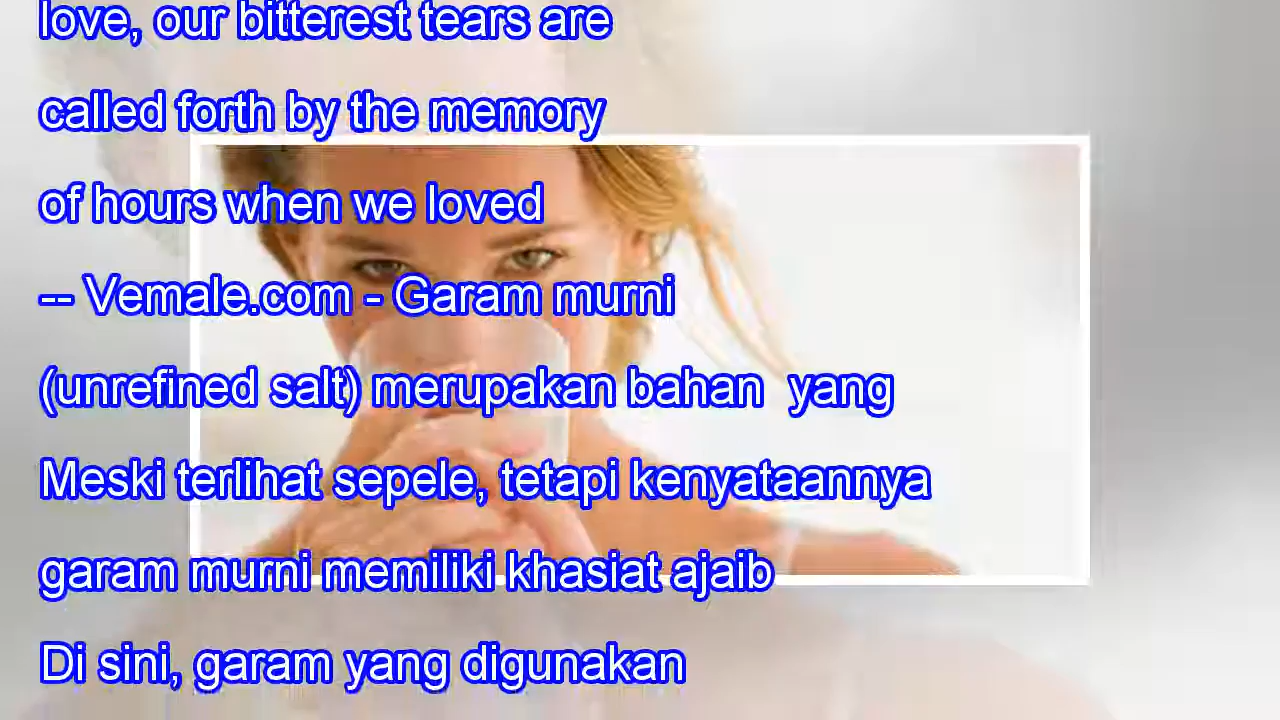 love, our bitterest tears are
called forth by the memory
of hours when we loved
-- Vemale.com - Garam murni
(unrefined salt) merupakan bahan  yang
Meski terlihat sepele, tetapi kenyataannya
garam murni memiliki khasiat ajaib
Di sini, garam yang digunakan